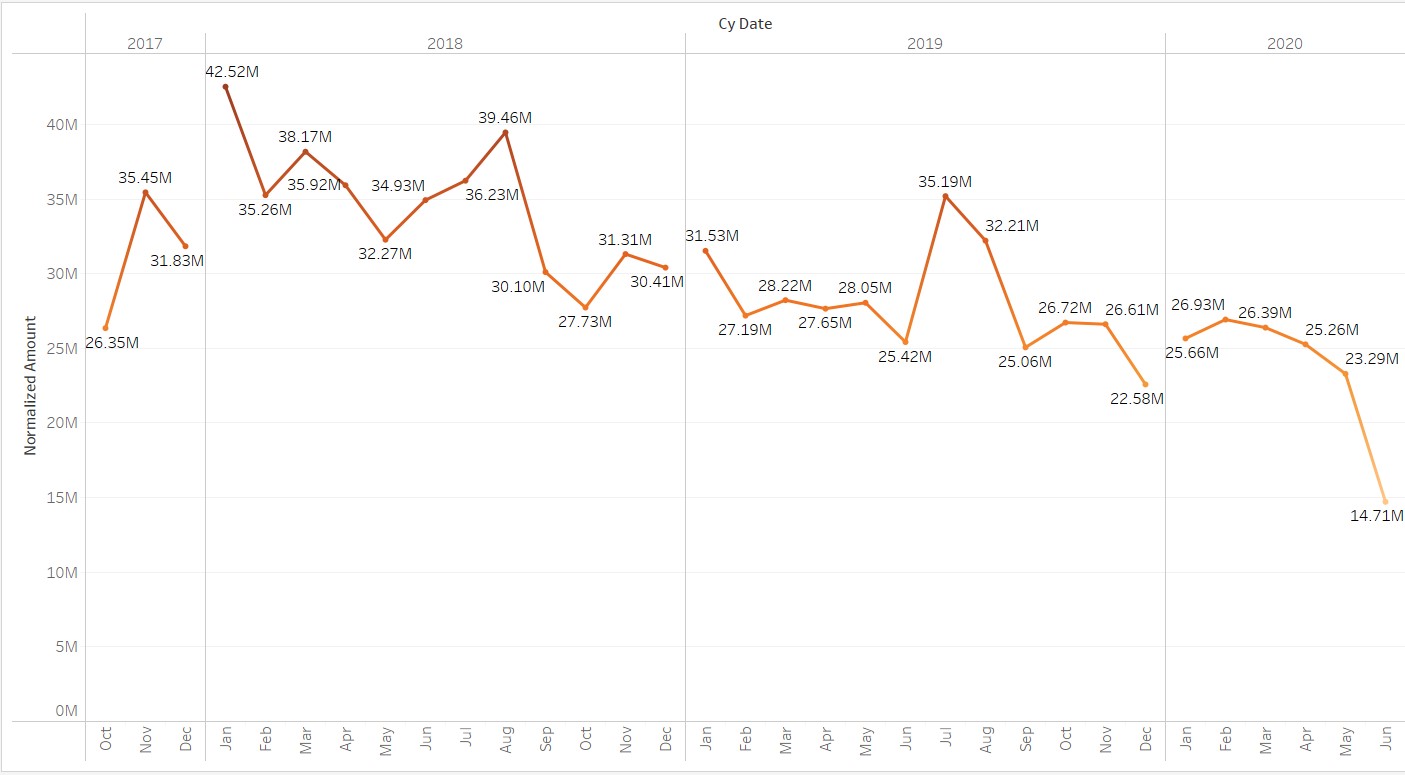 Cy Date
2017 2018 2019 2020
Normalized Amount
40M
35M
30M
25M
20M
15M
10M
5M
0M
26.35M
35.45M
31.83M
42.52M
35.26M
38.17M
35.92M
32.27M
34.93M
36.23M
39.46M
30.10M
27.73M
31.31M
30.41M
31.53M
27.19M
28.22M
27.65M
28.05M
25.42M
35.19M
32.21M
25.06M
26.72M
26.61M
22.58M
25.66M
26.93M
26.39M
25.26M
23.29M
14.71M
Oct Nov Dec Jan Feb Mar Apr May Jun Jul Aug Sep Oct Nov Dec Jan Feb Mar Apr May Jun Jul Aug Sep Oct Nov Dec Jan Feb Mar Apr May Jun